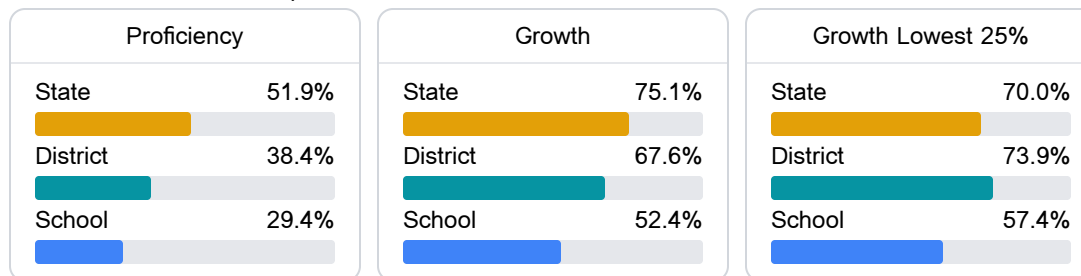 Proficiency
State 51.9%
District 38.4%
School 29.4%
Growth
State 75.1%
District 67.6%
School 52.4%
Growth Lowest 25%
State 70.0%
District 73.9%
School 57.4%